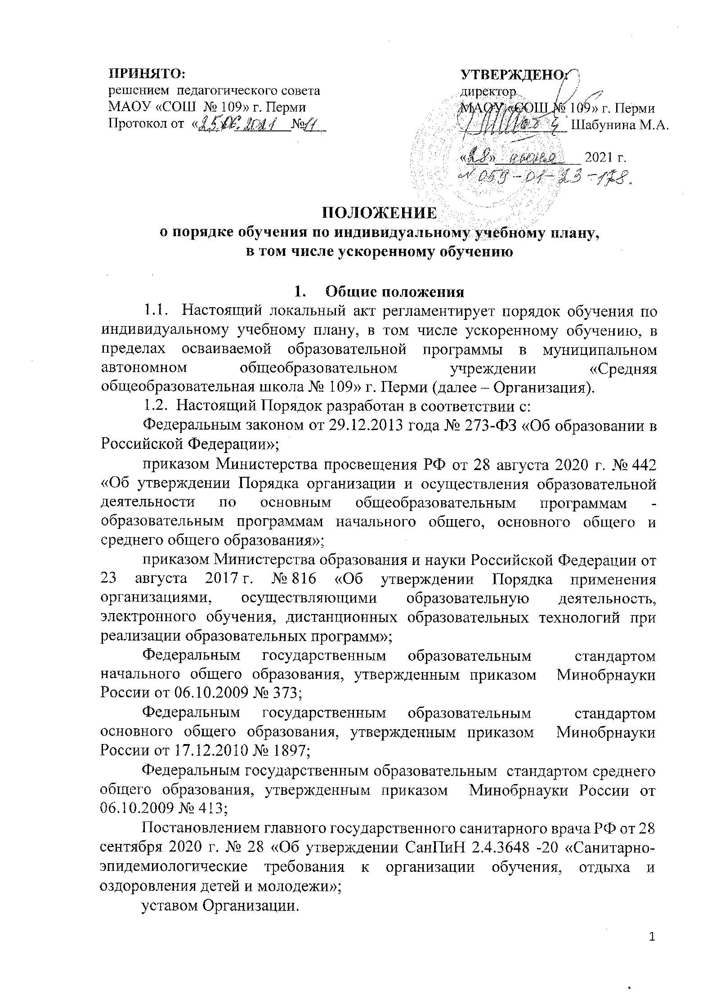 ПРИНЯТО:
решением педагогического совета
МАОУ «СОШ № 109» г. Перми
Протокол от «25.06.2021 № 11
УТВЕРЖДЕНО:
директор
МАОУ «СОШ № 109» г. Перми
Шабунина М.А.
«28» июня 2021 г.
№ 059-01-23-178.
ПОЛОЖЕНИЕ
о порядке обучения по индивидуальному учебному плану,
в том числе ускоренному обучению
1. Общие положения
1.1. Настоящий локальный акт регламентирует порядок обучения по
индивидуальному учебному плану, в том числе ускоренному обучению, в
пределах осваиваемой образовательной программы в муниципальном
автономном общеобразовательном учреждении «Средняя
общеобразовательная школа № 109» г. Перми (далее – Организация).
1.2. Настоящий Порядок разработан в соответствии с:
Федеральным законом от 29.12.2013 года № 273-ФЗ «Об образовании в
Российской Федерации»;
приказом Министерства просвещения РФ от 28 августа 2020 г. № 442
«Об утверждении Порядка организации и осуществления образовательной
деятельности по основным общеобразовательным программам -
образовательным программам начального общего, основного общего и
среднего общего образования»;
приказом Министерства образования и науки Российской Федерации от
23 августа 2017 г. № 816 «Об утверждении Порядка применения
организациями, осуществляющими образовательную деятельность,
электронного обучения, дистанционных образовательных технологий при
реализации образовательных программ»;
Федеральным государственным образовательным стандартом
начального общего образования, утвержденным приказом Минобрнауки
России от 06.10.2009 № 373;
Федеральным государственным образовательным стандартом
основного общего образования, утвержденным приказом Минобрнауки
России от 17.12.2010 № 1897;
Федеральным государственным образовательным стандартом среднего
общего образования, утвержденным приказом Минобрнауки России от
06.10.2009 № 413;
Постановлением главного государственного санитарного врача РФ от 28
сентября 2020 г. № 28 «Об утверждении СанПиН 2.4.3648 -20 «Санитарно-
эпидемиологические требования к организации обучения, отдыха и
оздоровления детей и молодежи»;
уставом Организации.
1